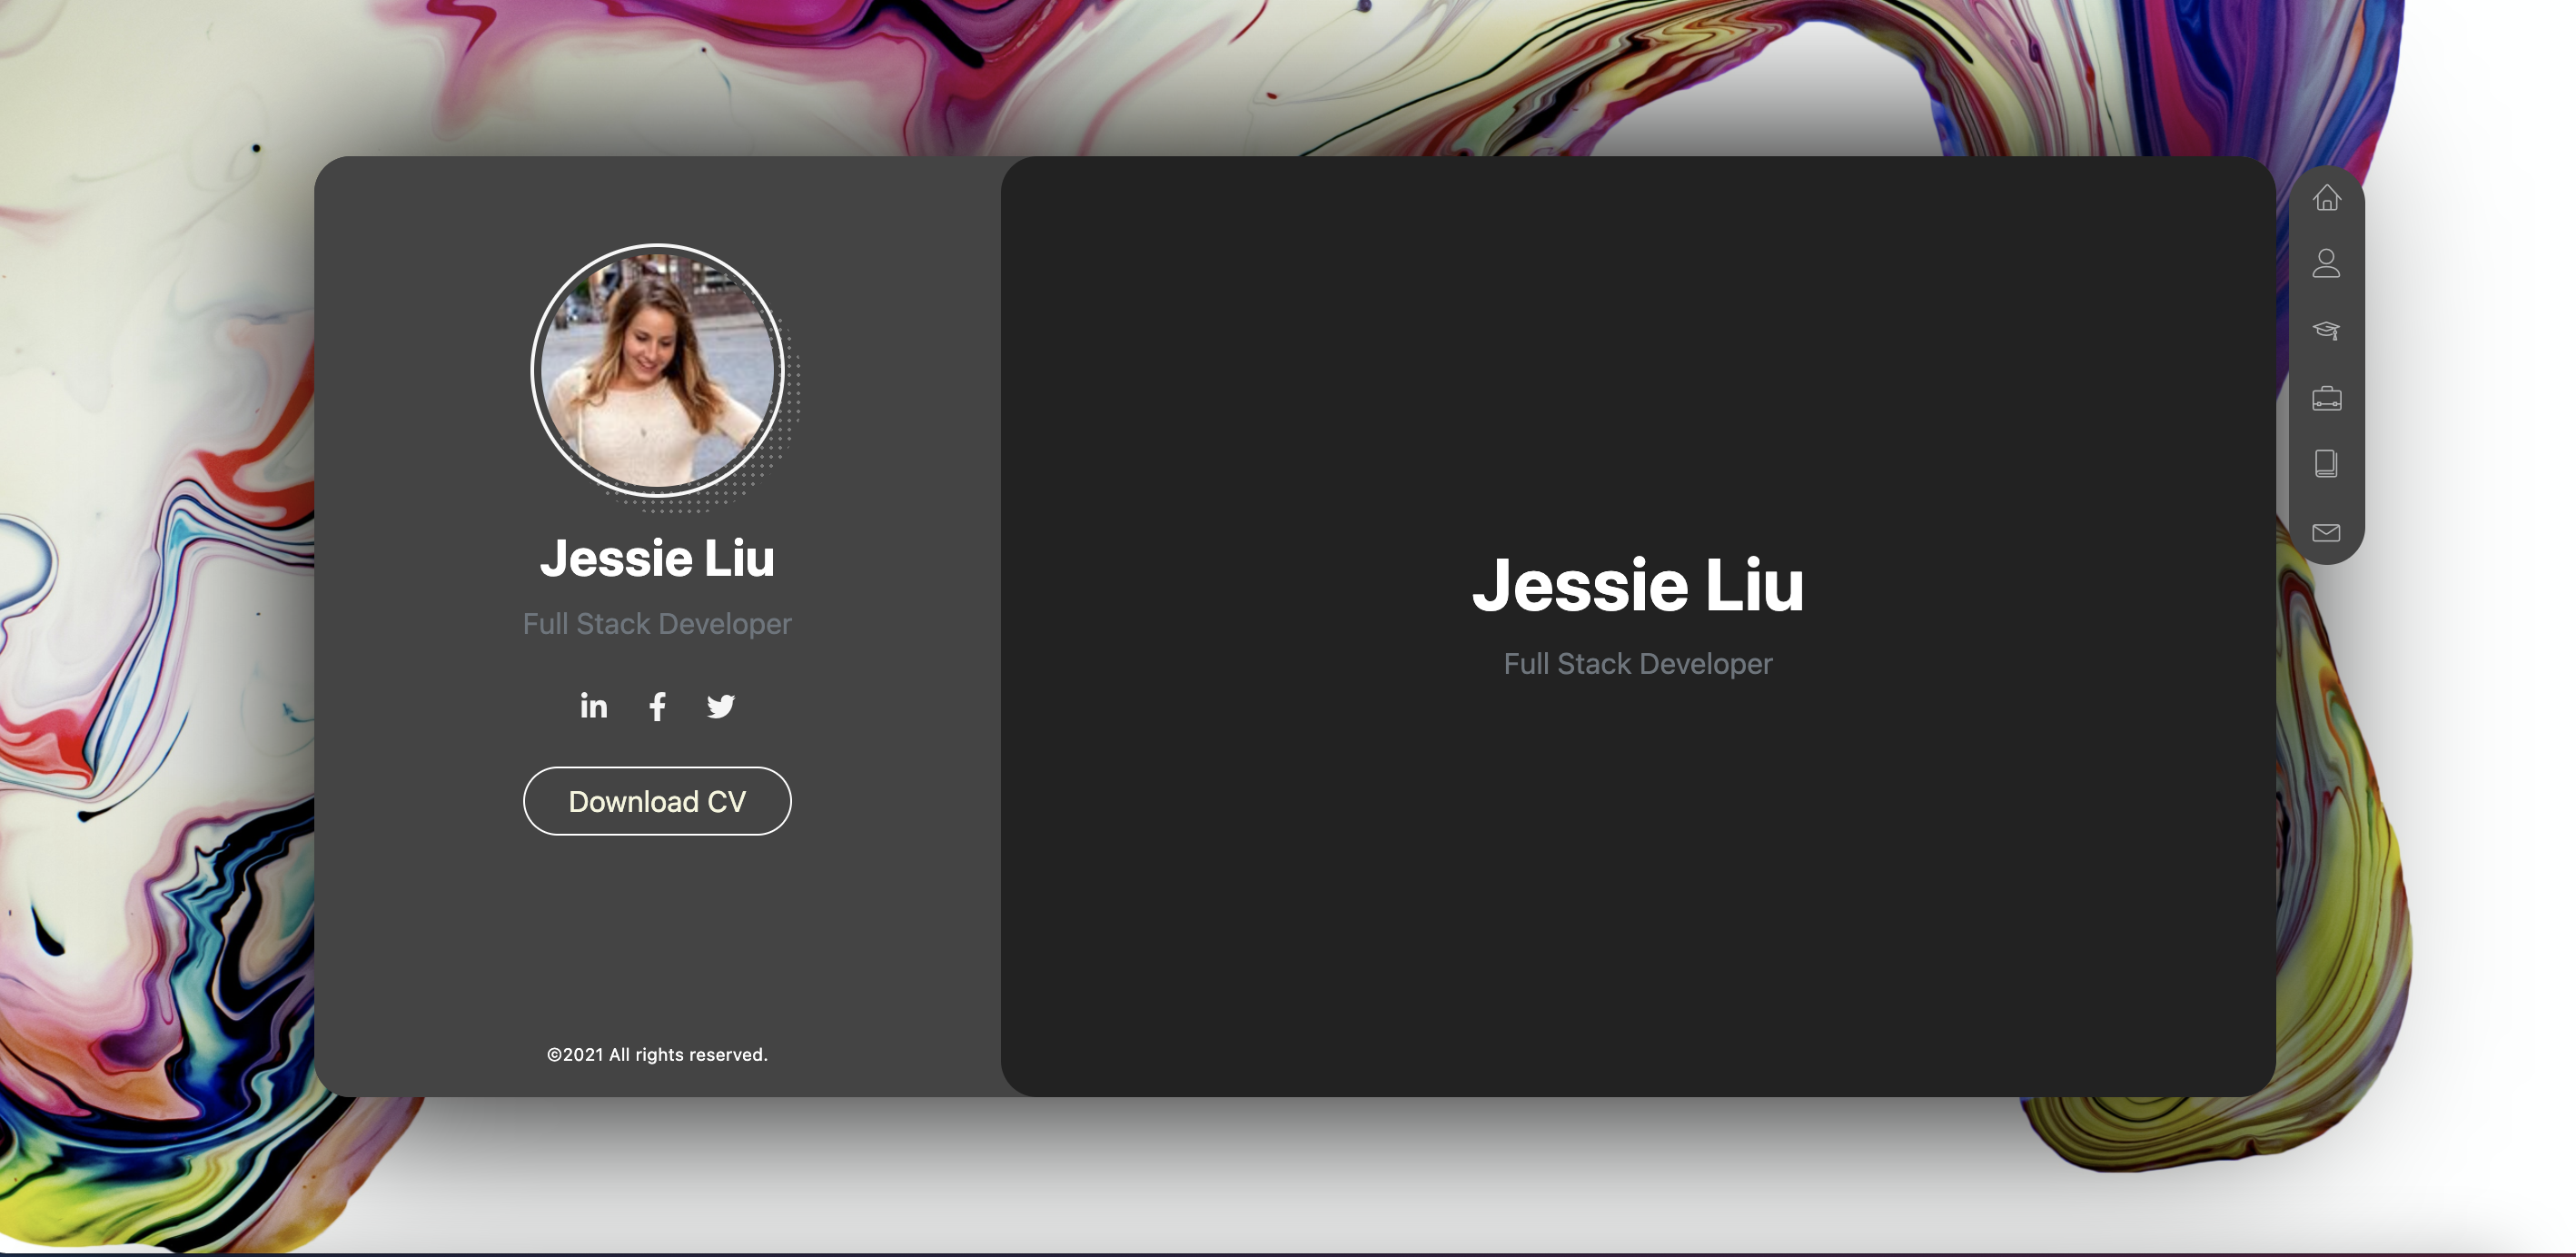 Jessie Liu
Full Stack Developer
in f
Download CV
©2021 All rights reserved.
Jessie Liu
Full Stack Developer